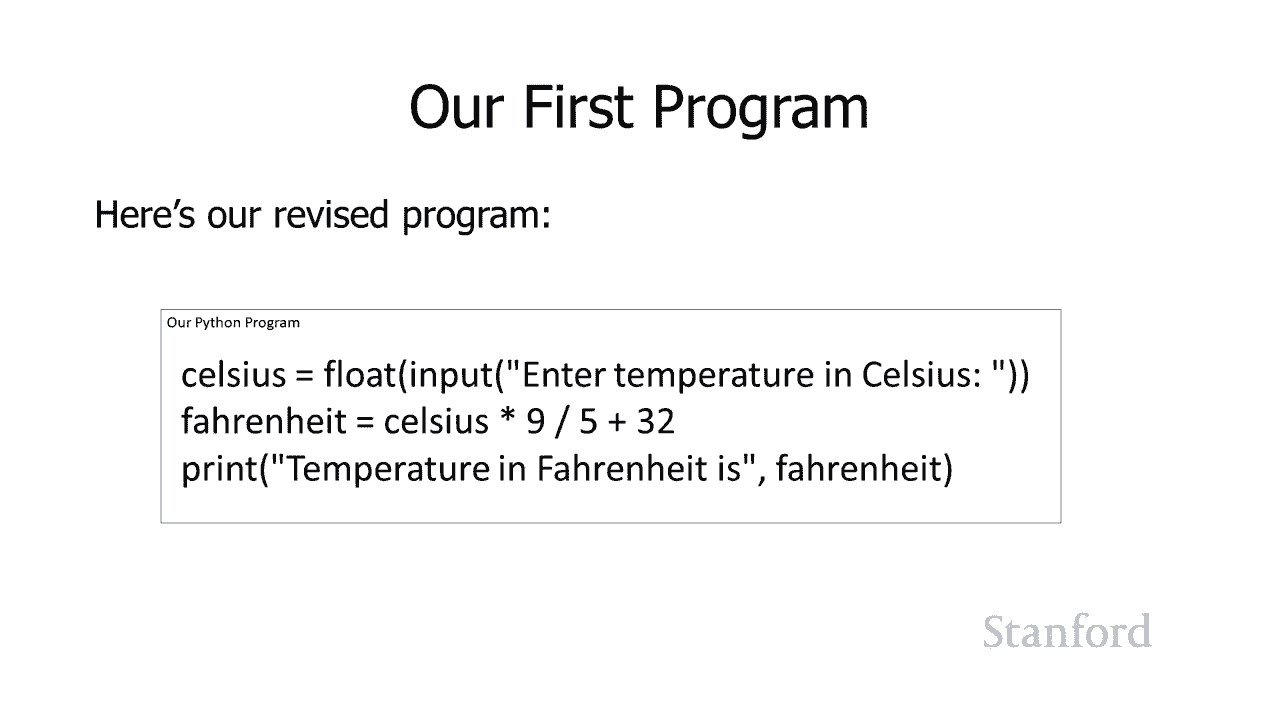 Our First Program
Here’s our revised program:
Our Python Program
celsius = float(input("Enter temperature in Celsius: "))
fahrenheit = celsius * 9 / 5 + 32
print("Temperature in Fahrenheit is", fahrenheit)
Stanford